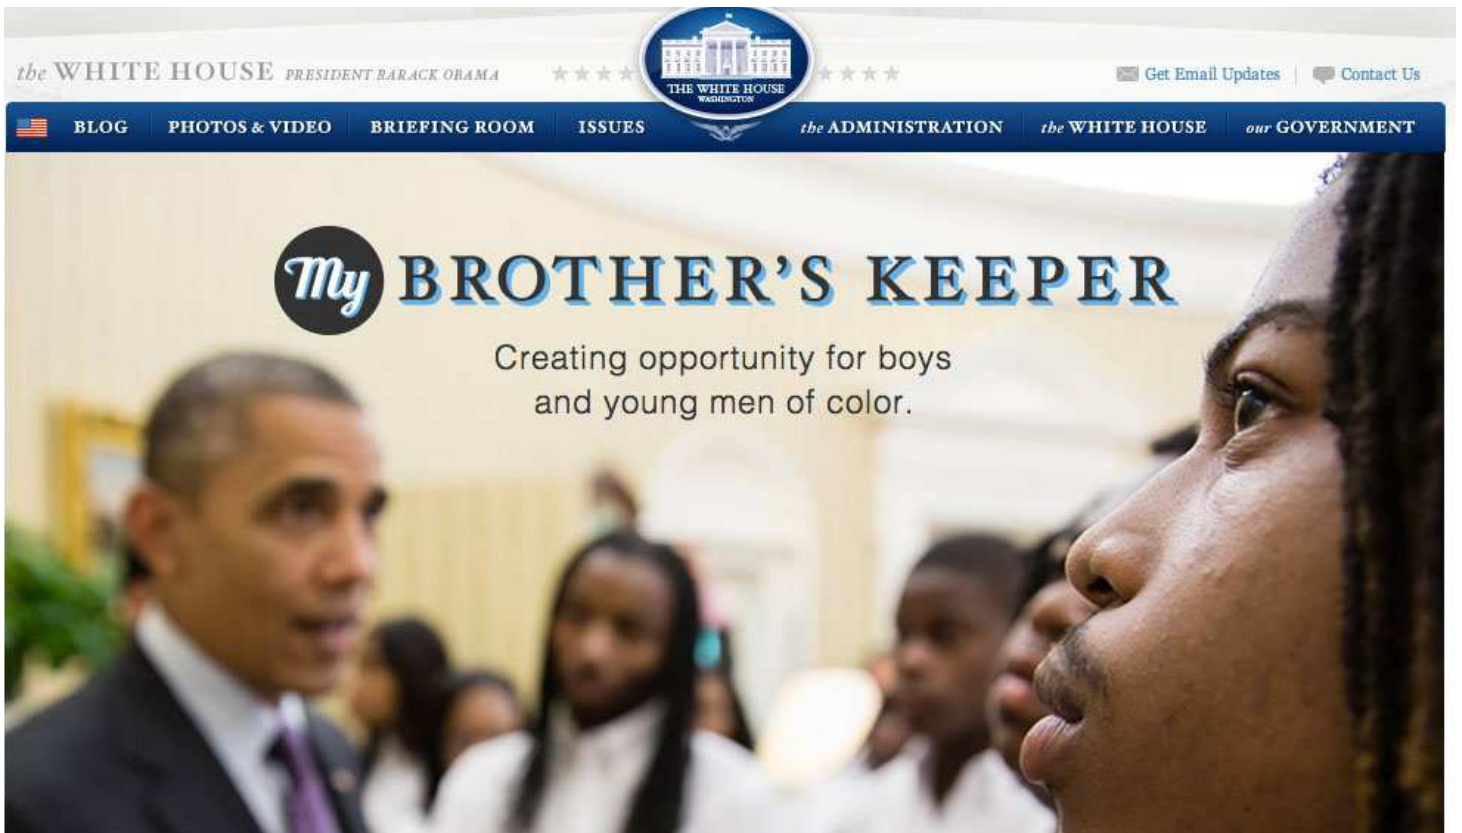 the WHITE HOUSE PRESIDENT BARACK OBAMA
THE WHITE HOUSE
WASHINGTON
Get Email Updates | Contact Us
BLOG PHOTOS & VIDEO BRIEFING ROOM ISSUES the ADMINISTRATION the WHITE HOUSE our GOVERNMENT
My BROTHER'S KEEPER
Creating opportunity for boys
and young men of color.